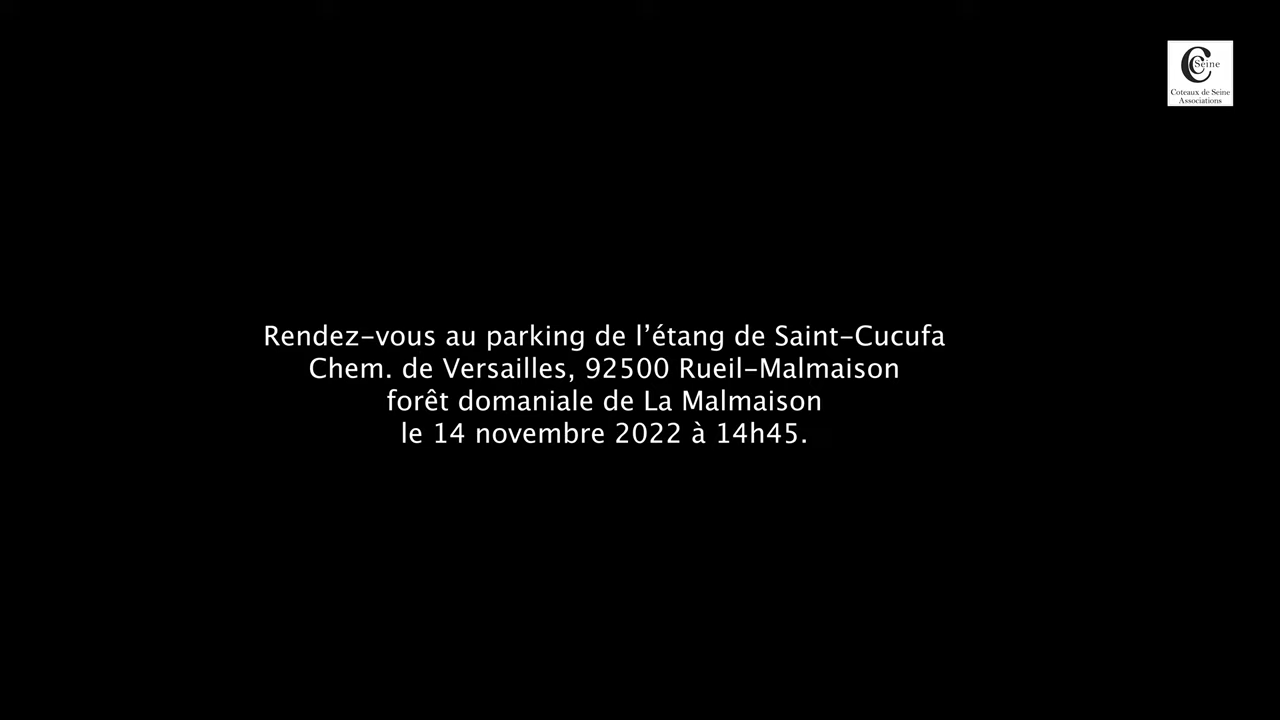 Seine
Coteaux de Seine
Associations
Rendez-vous au parking de l’étang de Saint-Cucufa
Chem. de Versailles, 92500 Rueil-Malmaison
forêt domaniale de La Malmaison
le 14 novembre 2022 à 14h45.